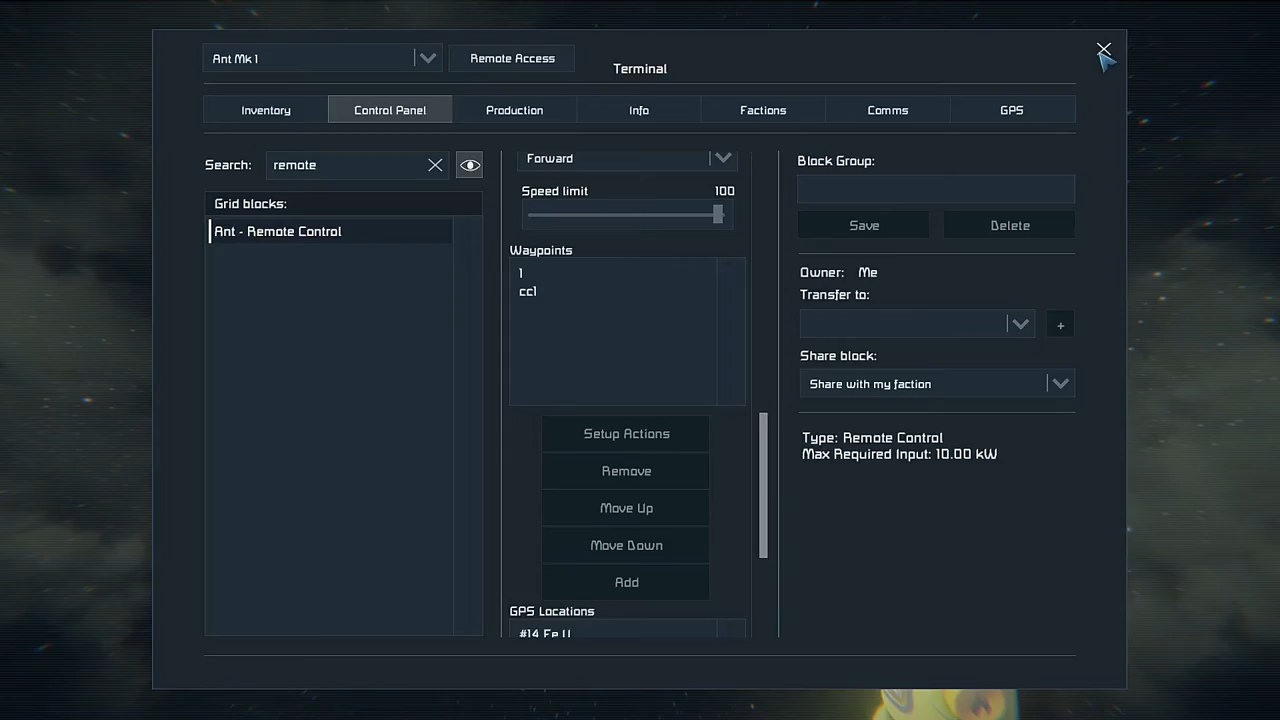 Ant Mk1
Remote Access
Terminal
Inventory
Control Panel
Production
Info
Factions
Comms
GPS
Search:
remote
Grid blocks:
Ant - Remote Control
Forward
Speed limit
100
Waypoints
1
cc1
Setup Actions
Remove
Move Up
Move Down
Add
GPS Locations
Block Group:
Save
Delete
Owner: Me
Transfer to:
+
Share block:
Share with my faction
Type: Remote Control
Max Required Input: 10.00 kW